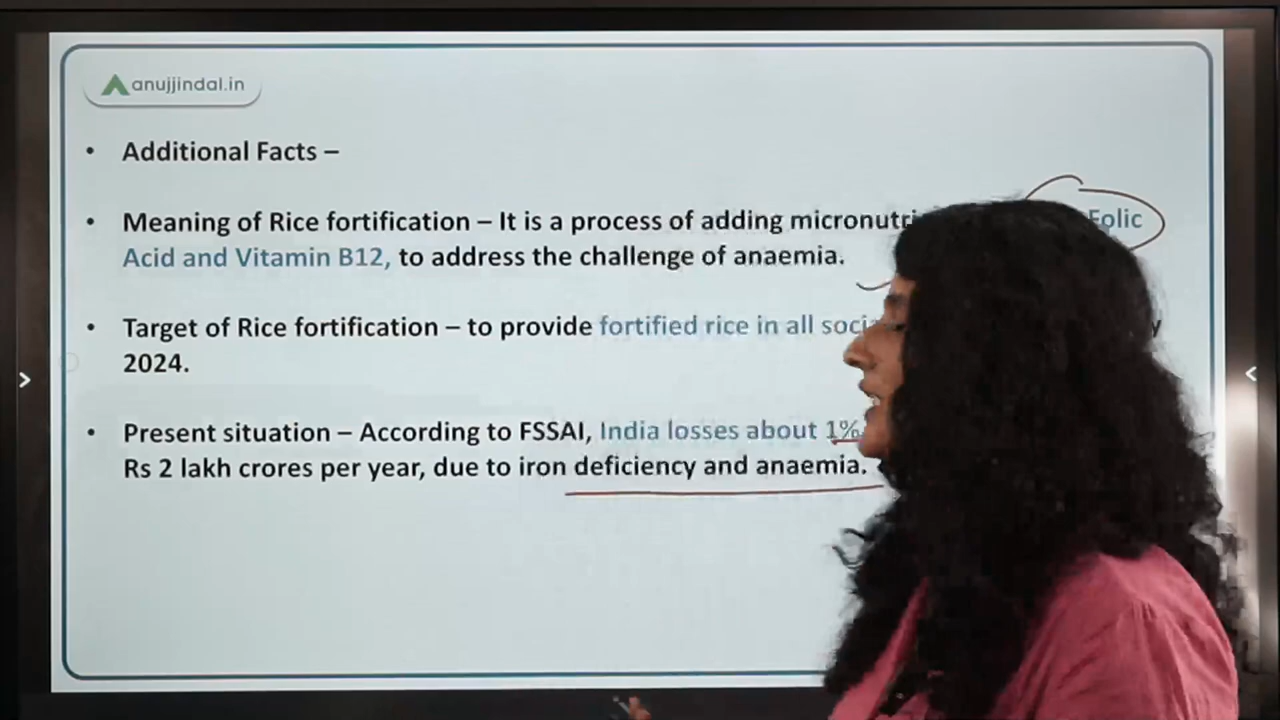 anujjindal.in
• Additional Facts –
• Meaning of Rice fortification – It is a process of adding Folic
Acid and Vitamin B12, to address the challenge of anaemia.
• Target of Rice fortification – to provide fortified rice in all
2024.
• Present situation – According to FSSAI, India losses about 1%
Rs 2 lakh crores per year, due to iron deficiency and anaemia.